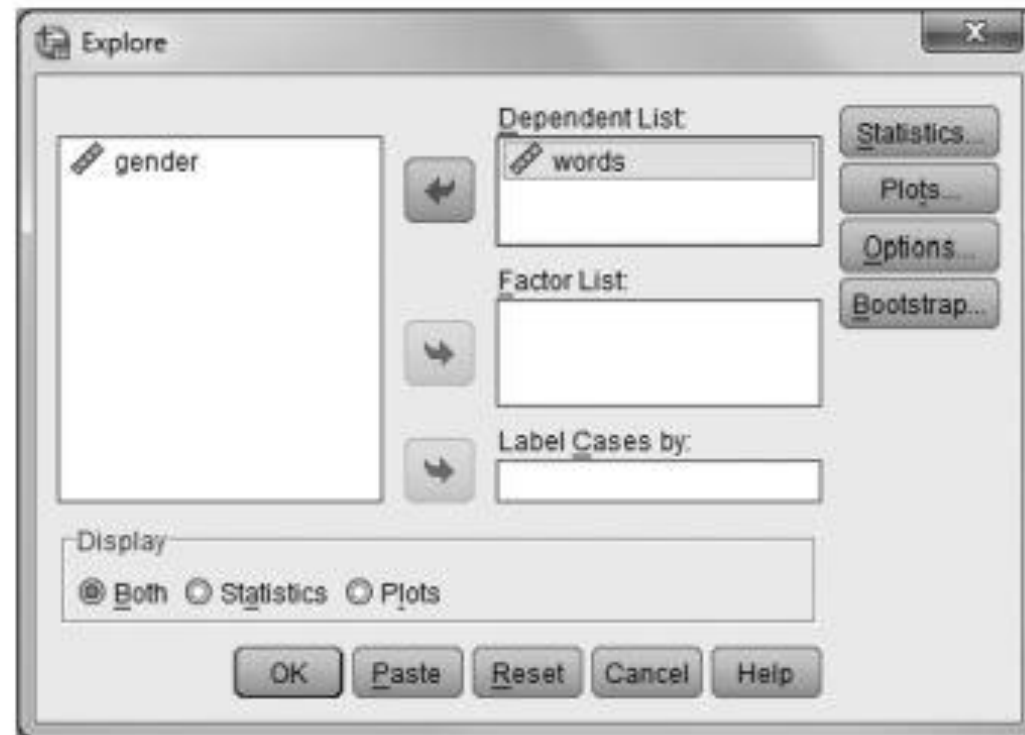 Explore
gender
Dependent List:
words
Factor List:
Label Cases by:
Statistics...
Plots...
Options...
Bootstrap...
Display
Both Statistics Plots
OK Paste Reset Cancel Help